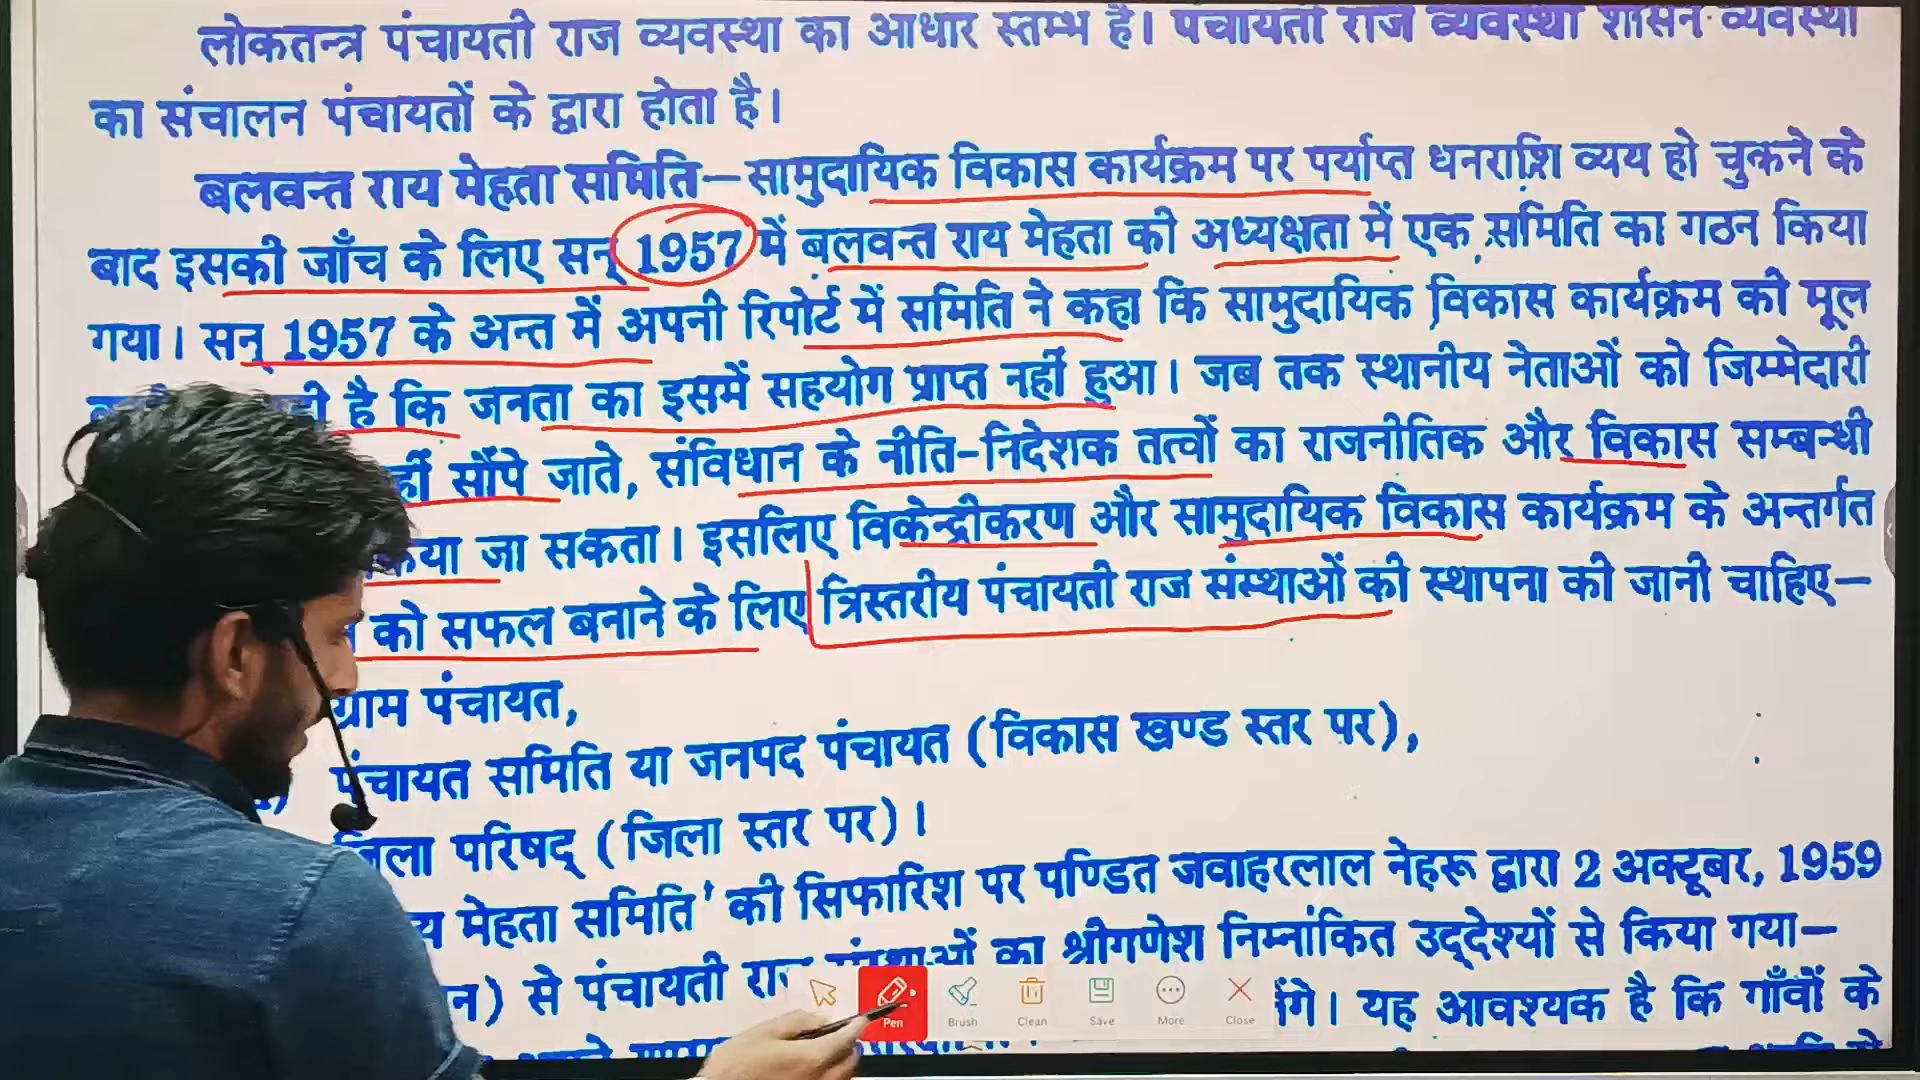 लोकतन्त्र पंचायती राज व्यवस्था का आधार स्तम्भ है। पंचायती राज व्यवस्था शासन व्यवस्था
का संचालन पंचायतों के द्वारा होता है।
बलवन्त राय मेहता समिति–सामुदायिक विकास कार्यक्रम पर पर्याप्त धनराशि व्यय हो चुकने के
बाद इसकी जाँच के लिए सन् 1957 में बलवन्त राय मेहता की अध्यक्षता में एक समिति का गठन किया
गया। सन् 1957 के अन्त में अपनी रिपोर्ट में समिति ने कहा कि सामुदायिक विकास कार्यक्रम की मूल
है कि जनता का इसमें सहयोग प्राप्त नहीं हुआ। जब तक स्थानीय नेताओं को जिम्मेदारी
सौंपे जाते, संविधान के नीति-निदेशक तत्वों का राजनीतिक और विकास सम्बन्धी
किया जा सकता। इसलिए विकेन्द्रीकरण और सामुदायिक विकास कार्यक्रम के अन्तर्गत
को सफल बनाने के लिए त्रिस्तरीय पंचायती राज संस्थाओं की स्थापना की जानी चाहिए–
ग्राम पंचायत,
पंचायत समिति या जनपद पंचायत (विकास खण्ड स्तर पर),
जिला परिषद् (जिला स्तर पर)।
मेहता समिति' की सिफारिश पर पण्डित जवाहरलाल नेहरू द्वारा 2 अक्टूबर, 1959
से पंचायती राज संस्थाओं का श्रीगणेश निम्नांकित उद्देश्यों से किया गया–
यह आवश्यक है कि गाँवों के
Pen Brush Clean Save More Close